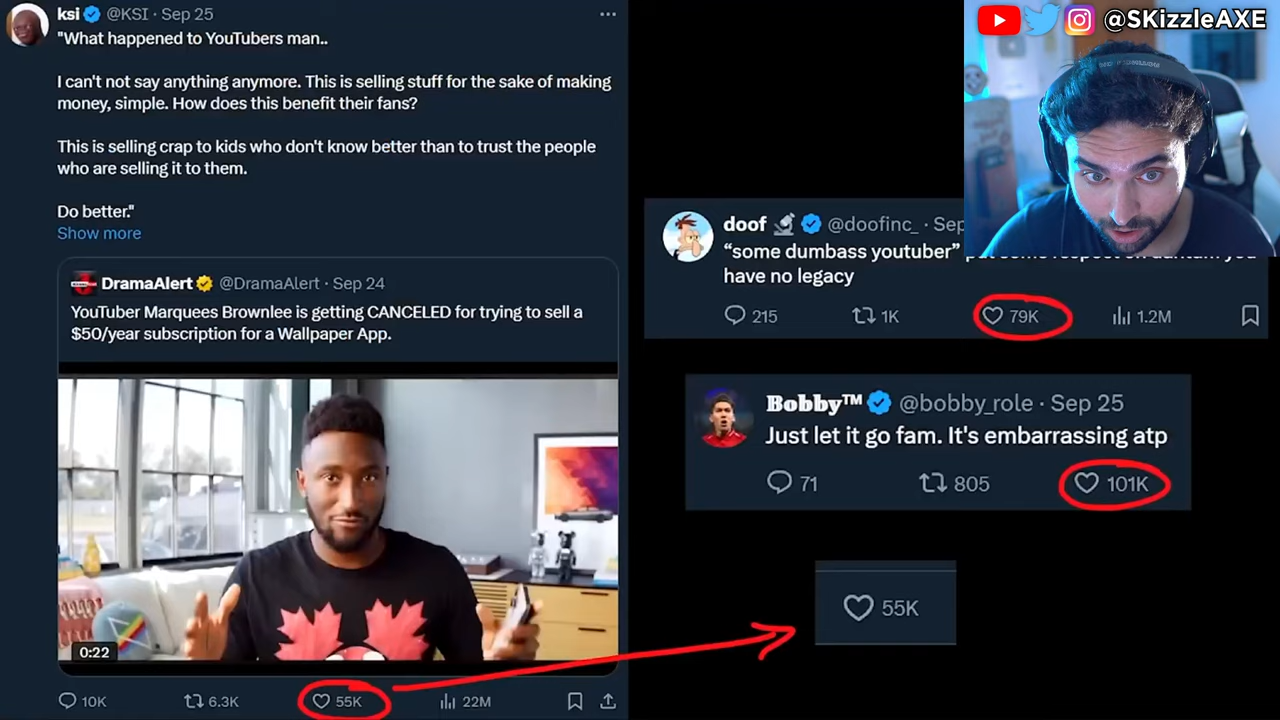 ksi @KSI · Sep 25
"What happened to YouTubers man..
I can't not say anything anymore. This is selling stuff for the sake of making
money, simple. How does this benefit their fans?
This is selling crap to kids who don't know better than to trust the people
who are selling it to them.
Do better."
Show more
DramaAlert @DramaAlert · Sep 24
YouTuber Marquees Brownlee is getting CANCELED for trying to sell a
$50/year subscription for a Wallpaper App.
0:22
10K 6.3K 55K 22M
@SKizzleAXE
doof @doofinc_ · Sep
“some dumbass youtuber”
have no legacy
215 1K 79K 1.2M
Bobby™ @bobby_role · Sep 25
Just let it go fam. It's embarrassing atp
71 805 101K
55K